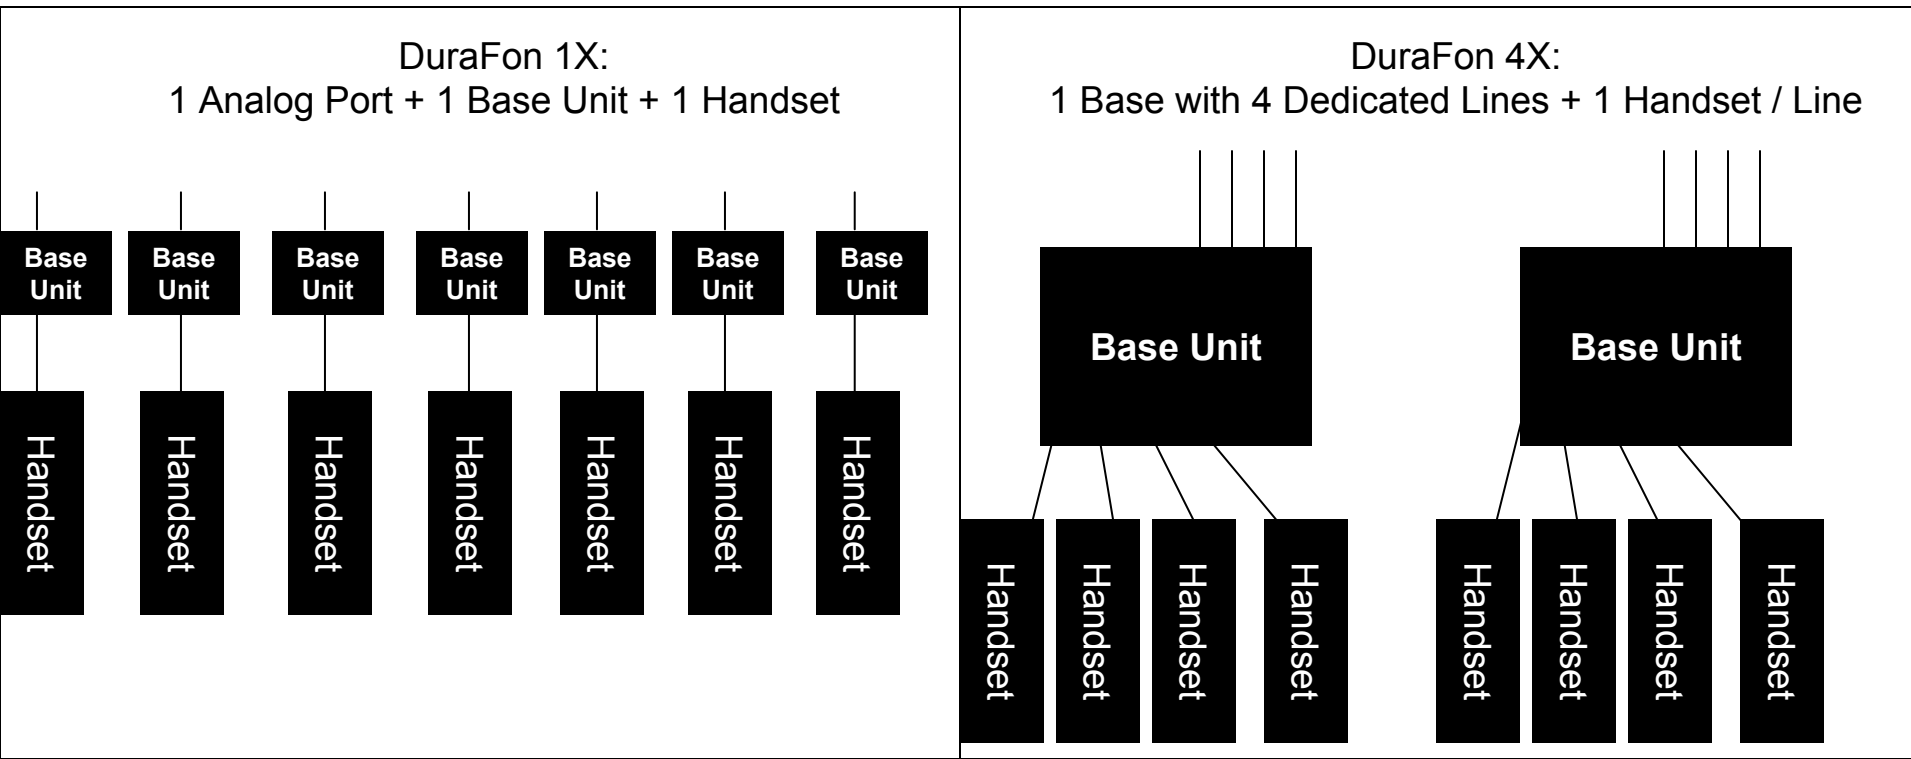 DuraFon 1X:
1 Analog Port + 1 Base Unit + 1 Handset
Base
Unit
Base
Unit
Base
Unit
Base
Unit
Base
Unit
Base
Unit
Base
Unit
Handset
Handset
Handset
Handset
Handset
Handset
Handset
DuraFon 4X:
1 Base with 4 Dedicated Lines + 1 Handset / Line
Base Unit
Base Unit
Handset
Handset
Handset
Handset
Handset
Handset
Handset
Handset